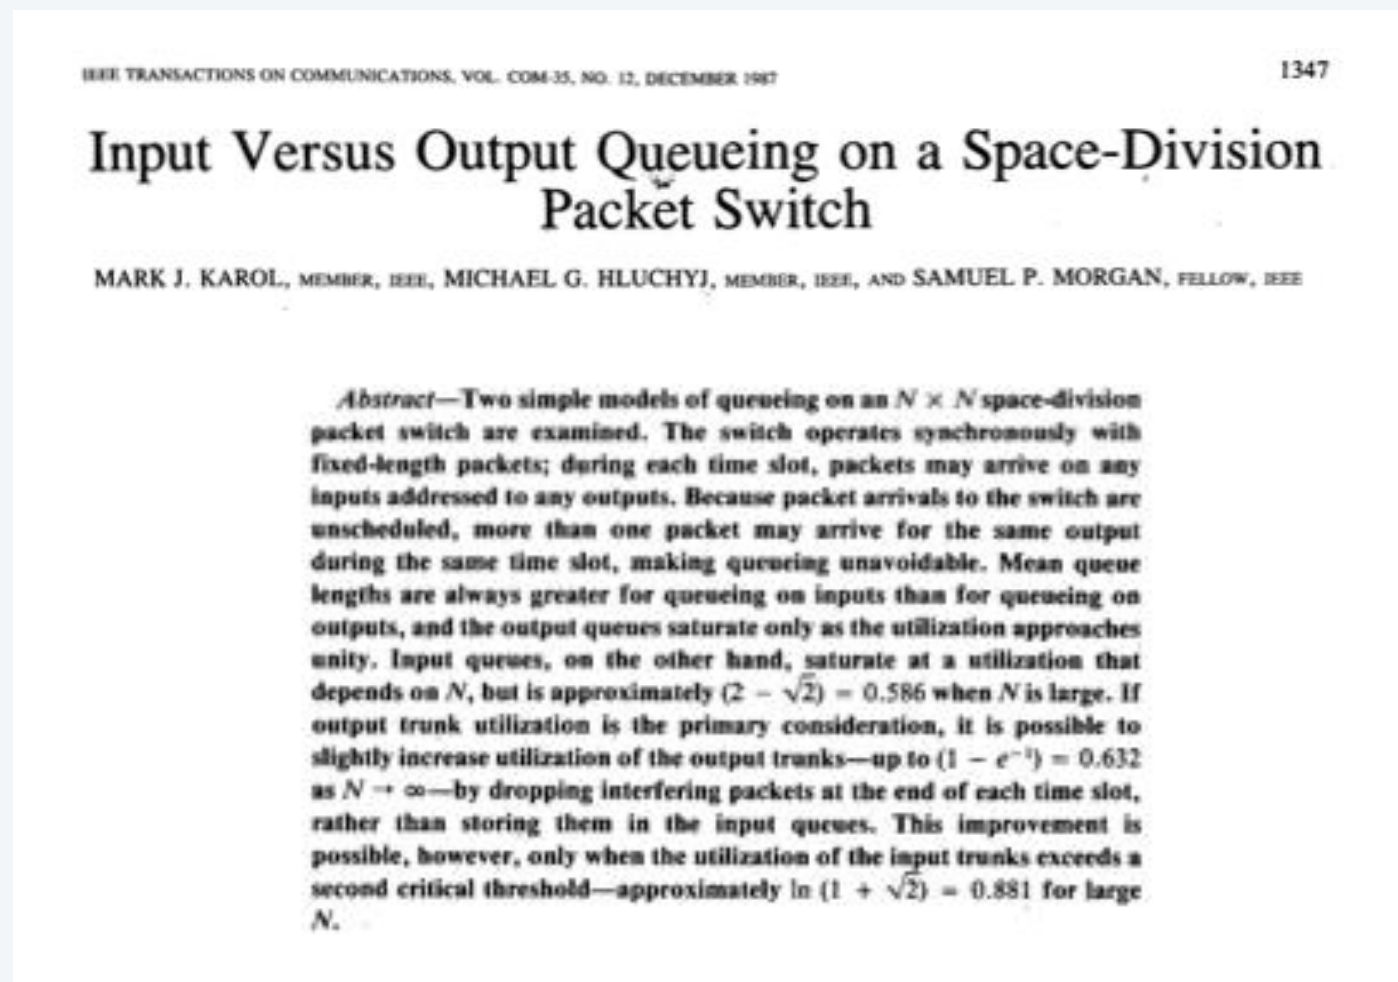 IEEE TRANSACTIONS ON COMMUNICATIONS, VOL. COM-35, NO. 12, DECEMBER 1987
1347
Input Versus Output Queueing on a Space-Division
Packet Switch
MARK J. KAROL, MEMBER, IEEE, MICHAEL G. HLUCHYJ, MEMBER, IEEE, AND SAMUEL P. MORGAN, FELLOW, IEEE
Abstract—Two simple models of queueing on an N × N space-division
packet switch are examined. The switch operates synchronously with
fixed-length packets; during each time slot, packets may arrive on any
inputs addressed to any outputs. Because packet arrivals to the switch are
unscheduled, more than one packet may arrive for the same output
during the same time slot, making queueing unavoidable. Mean queue
lengths are always greater for queueing on inputs than for queueing on
outputs, and the output queues saturate only as the utilization approaches
unity. Input queues, on the other hand, saturate at a utilization that
depends on N, but is approximately (2 − √2) = 0.586 when N is large. If
output trunk utilization is the primary consideration, it is possible to
slightly increase utilization of the output trunks—up to (1 − e⁻¹) = 0.632
as N → ∞—by dropping interfering packets at the end of each time slot,
rather than storing them in the input queues. This improvement is
possible, however, only when the utilization of the input trunks exceeds a
second critical threshold—approximately ln (1 + √2) = 0.881 for large
N.